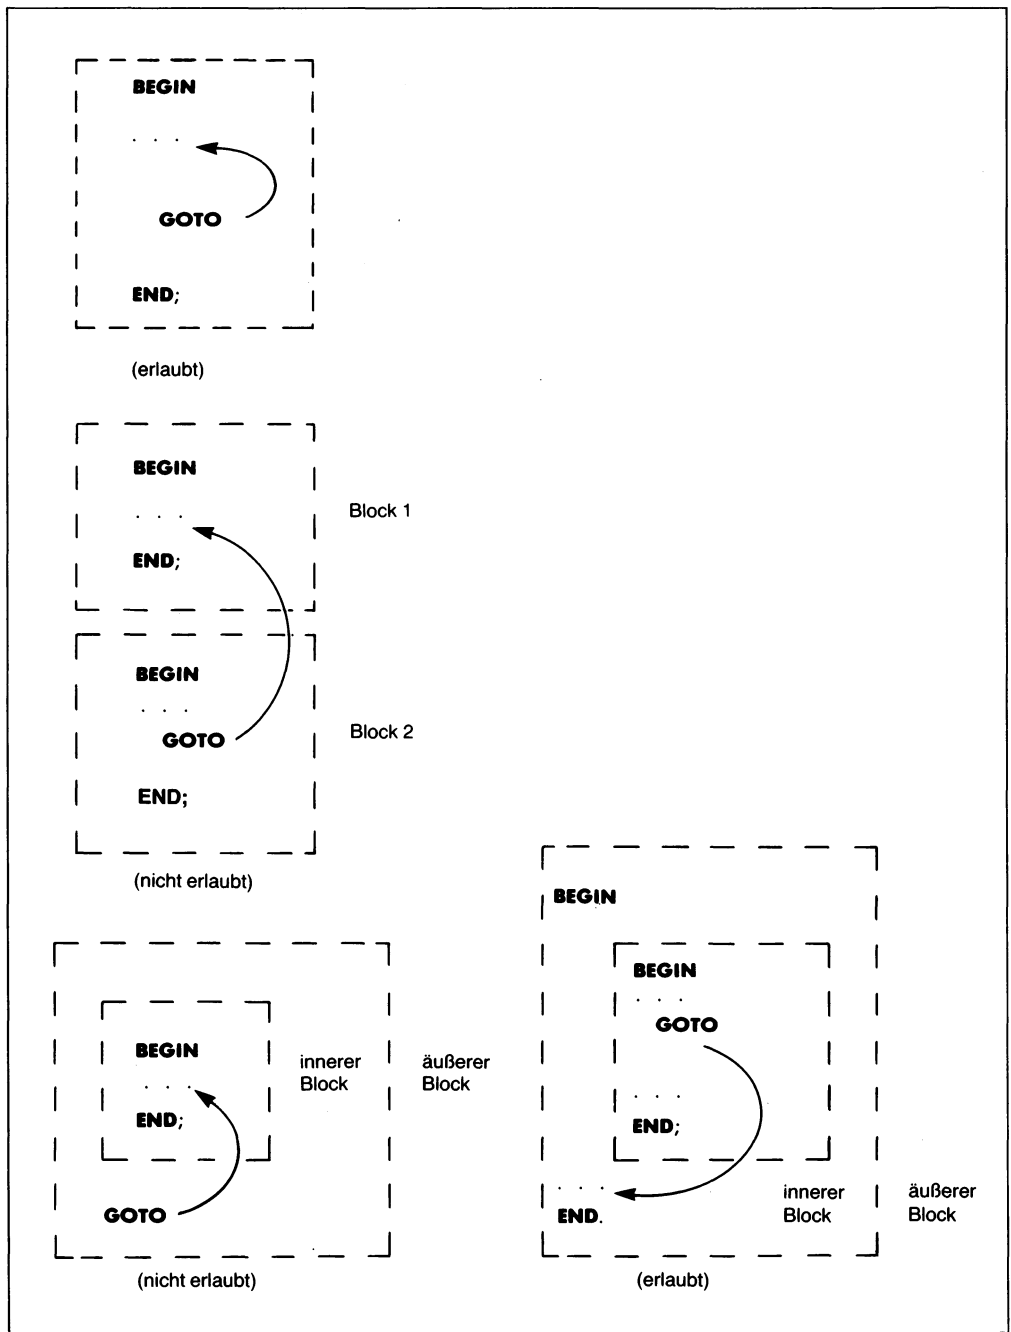 BEGIN
. . .
GOTO
END;
(erlaubt)
BEGIN
. . .
END;
Block 1
BEGIN
. . .
GOTO
END;
Block 2
(nicht erlaubt)
BEGIN
. . .
END;
innerer
Block
äußerer
Block
GOTO
(nicht erlaubt)
BEGIN
BEGIN
. . .
GOTO
. . .
END;
. . .
END.
innerer
Block
äußerer
Block
(erlaubt)